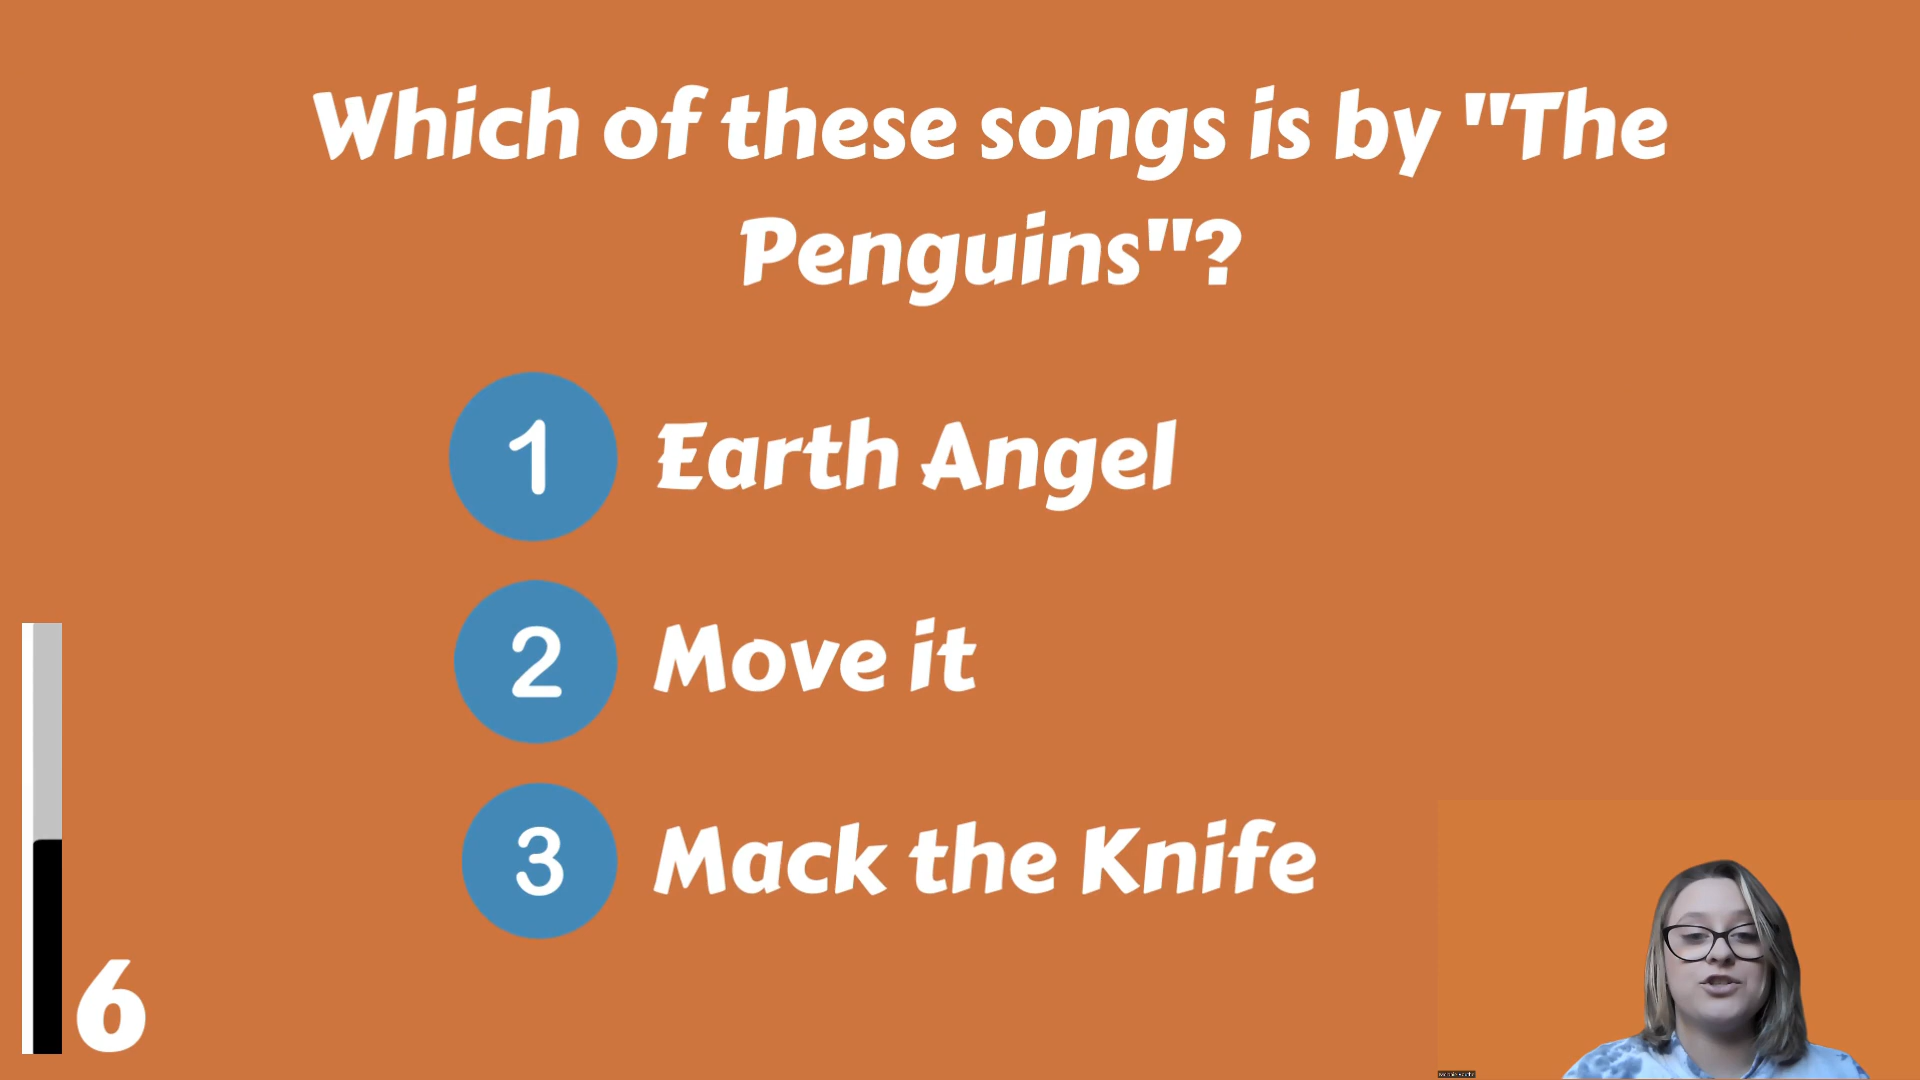 Which of these songs is by "The
Penguins"?
1 Earth Angel
2 Move it
3 Mack the Knife
6